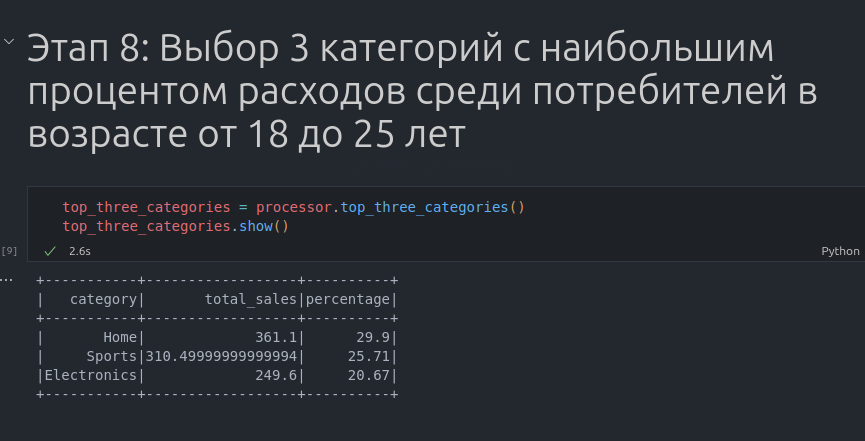 Этап 8: Выбор 3 категорий с наибольшим
процентом расходов среди потребителей в
возрасте от 18 до 25 лет
top_three_categories = processor.top_three_categories()
top_three_categories.show()
[9] 2.6s Python
+-----------+------------------+----------+
|   category|       total_sales|percentage|
+-----------+------------------+----------+
|       Home|             361.1|      29.9|
|     Sports|310.49999999999994|     25.71|
|Electronics|             249.6|     20.67|
+-----------+------------------+----------+